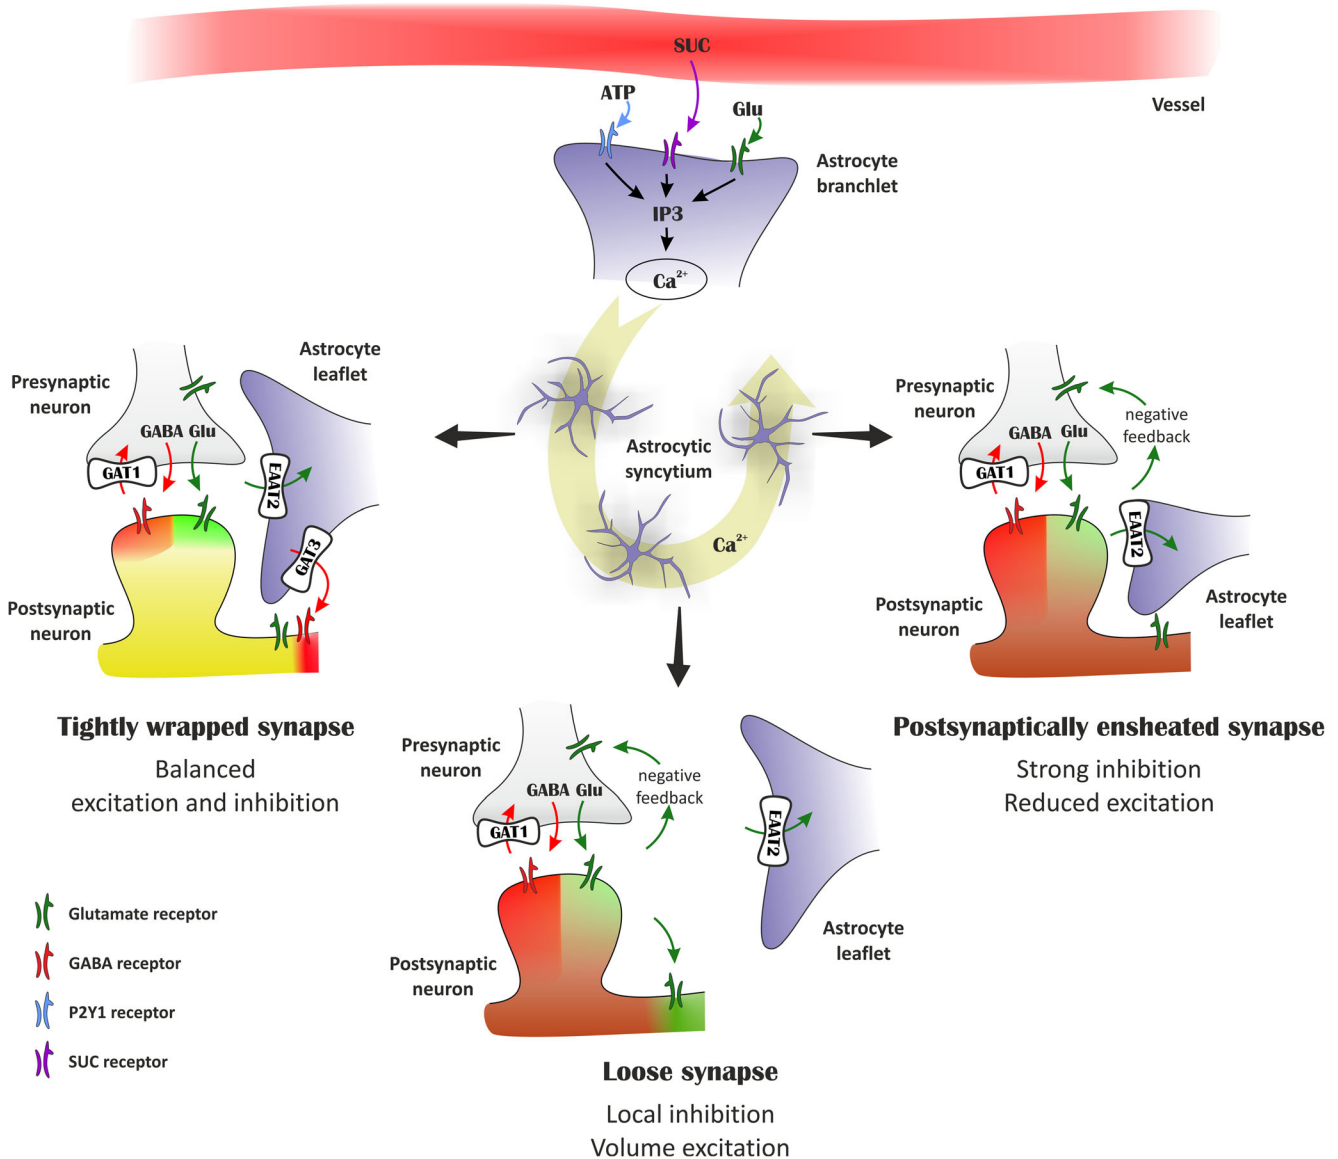 SUC
ATP
Glu
Vessel
Astrocyte
branchlet
IP3
Ca²⁺
Astrocyte
leaflet
Presynaptic
neuron
GABA Glu
GAT1
EAAT2
GAT3
Postsynaptic
neuron
Tightly wrapped synapse
Balanced
excitation and inhibition
Astrocytic
syncytium
Ca²⁺
Presynaptic
neuron
negative
feedback
GABA Glu
GAT1
EAAT2
Postsynaptic
neuron
Astrocyte
leaflet
Postsynaptically ensheated synapse
Strong inhibition
Reduced excitation
Presynaptic
neuron
negative
feedback
GABA Glu
GAT1
EAAT2
Postsynaptic
neuron
Astrocyte
leaflet
Loose synapse
Local inhibition
Volume excitation
Glutamate receptor
GABA receptor
P2Y1 receptor
SUC receptor